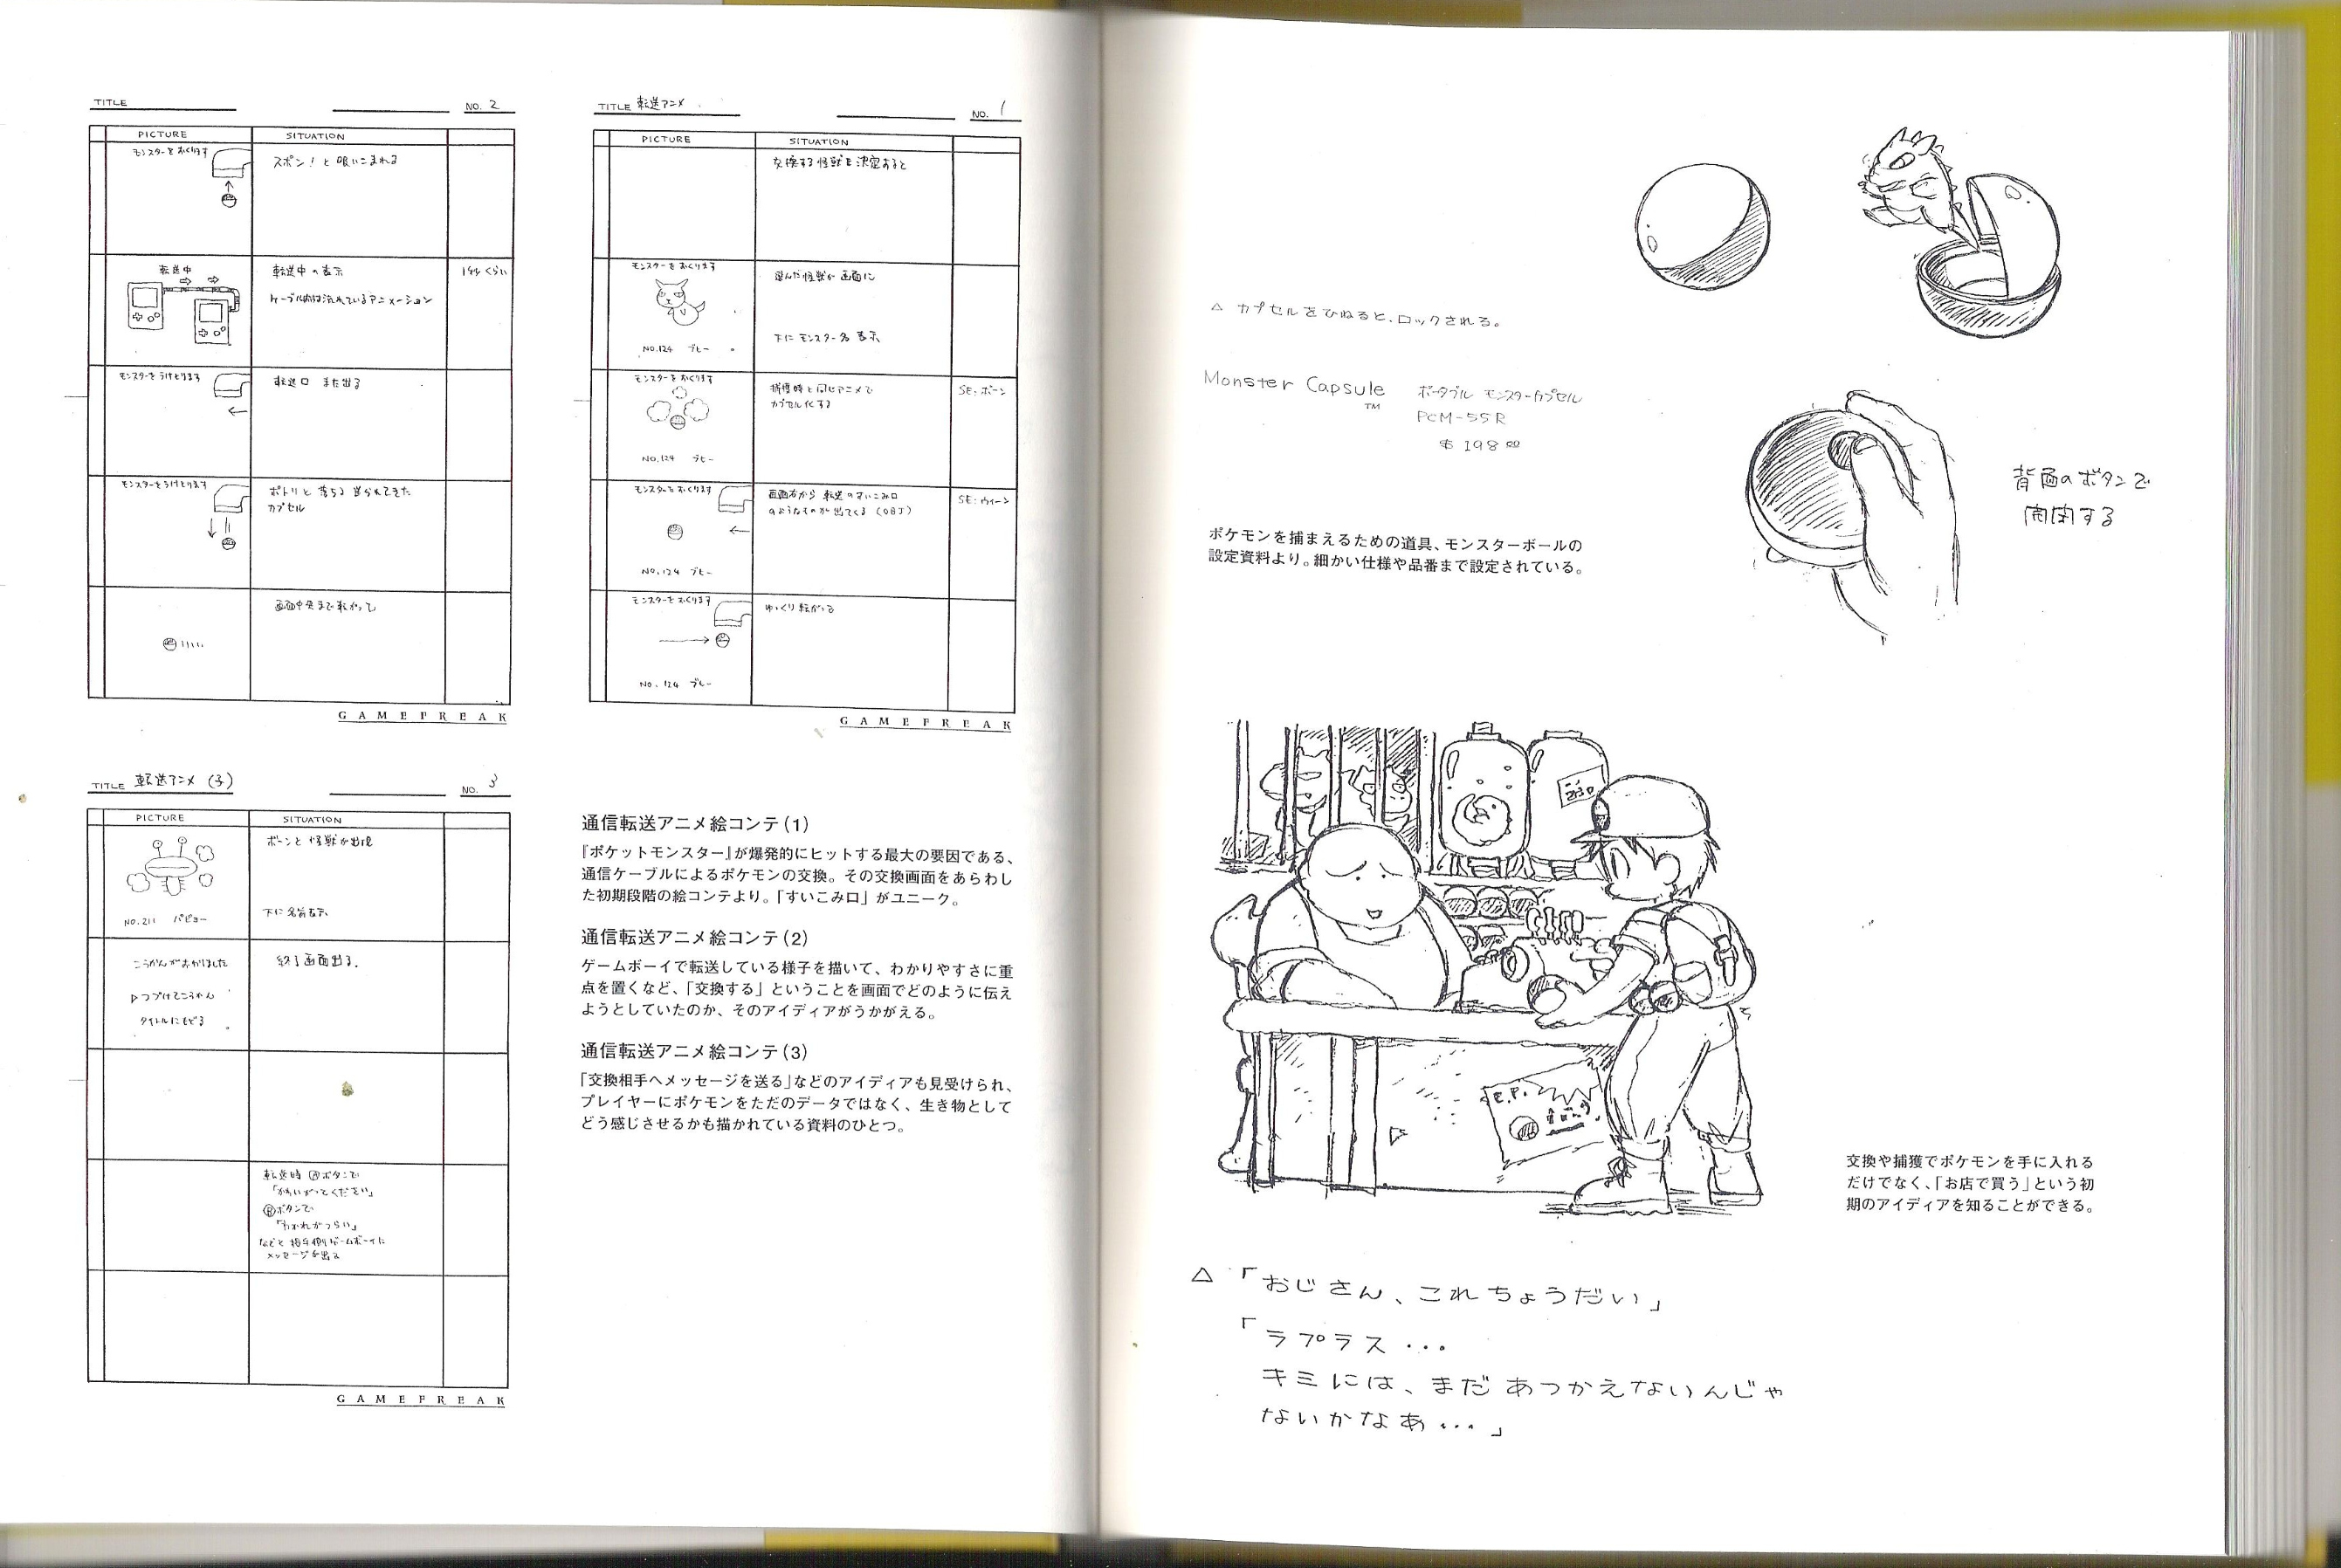 TITLE
NO. 2
PICTURE
SITUATION
モンスターをおくります
スポン！と吸いこまれる
転送中
転送中の表示
ケーブル内は流れているアニメーション
1秒くらい
モンスターをうけとります
転送口 また出る
モンスターをうけとります
ポトリと落ちる 送られてきた
カプセル
画面中央まで転がって
GAMEFREAK
TITLE 転送アニメ
NO. 1
PICTURE
SITUATION
交換する怪獣を決定すると
モンスターをおくります
選んだ怪獣が画面に
下にモンスター名 表示
NO.124 ブヒー
モンスターをおくります
捕獲時と同じアニメで
カプセル化する
SE:ボーン
NO.124 ブヒー
モンスターをおくります
画面右から 転送のすいこみ口
のようなものが出てくる（OBJ）
SE:ウィーン
NO.124 ブヒー
モンスターをおくります
ゆっくり転がる
NO.124 ブヒー
GAMEFREAK
TITLE 転送アニメ
NO. 3
PICTURE
SITUATION
ボーンと怪獣が出現
下に名前表示
NO.211 パピヨー
こうかんがおわりました
▷つづけてこうかん
タイトルにもどる
終了画面出る。
転送時 Ⓐボタンで
「かわいがってください」
Ⓑボタンで
「わかれがつらい」
などと相手側ゲームボーイに
メッセージが出る
GAMEFREAK
通信転送アニメ絵コンテ（1）
『ポケットモンスター』が爆発的にヒットする最大の要因である、
通信ケーブルによるポケモンの交換。その交換画面をあらわし
た初期段階の絵コンテより。「すいこみ口」がユニーク。
通信転送アニメ絵コンテ（2）
ゲームボーイで転送している様子を描いて、わかりやすさに重
点を置くなど、「交換する」ということを画面でどのように伝え
ようとしていたのか、そのアイディアがうかがえる。
通信転送アニメ絵コンテ（3）
「交換相手へメッセージを送る」などのアイディアも見受けられ、
プレイヤーにポケモンをただのデータではなく、生き物として
どう感じさせるかも描かれている資料のひとつ。
△ カプセルをひねると、ロックされる。
Monster Capsule TM
ポータブル モンスターカプセル
PCM-55R
$ 198 00
背面のボタンで
開閉する
ポケモンを捕まえるための道具、モンスターボールの
設定資料より。細かい仕様や品番まで設定されている。
交換や捕獲でポケモンを手に入れる
だけでなく、「お店で買う」という初
期のアイディアを知ることができる。
△「おじさん、これちょうだい」
「ラプラス・・・
キミには、まだあつかえないんじゃ
ないかなあ・・・」